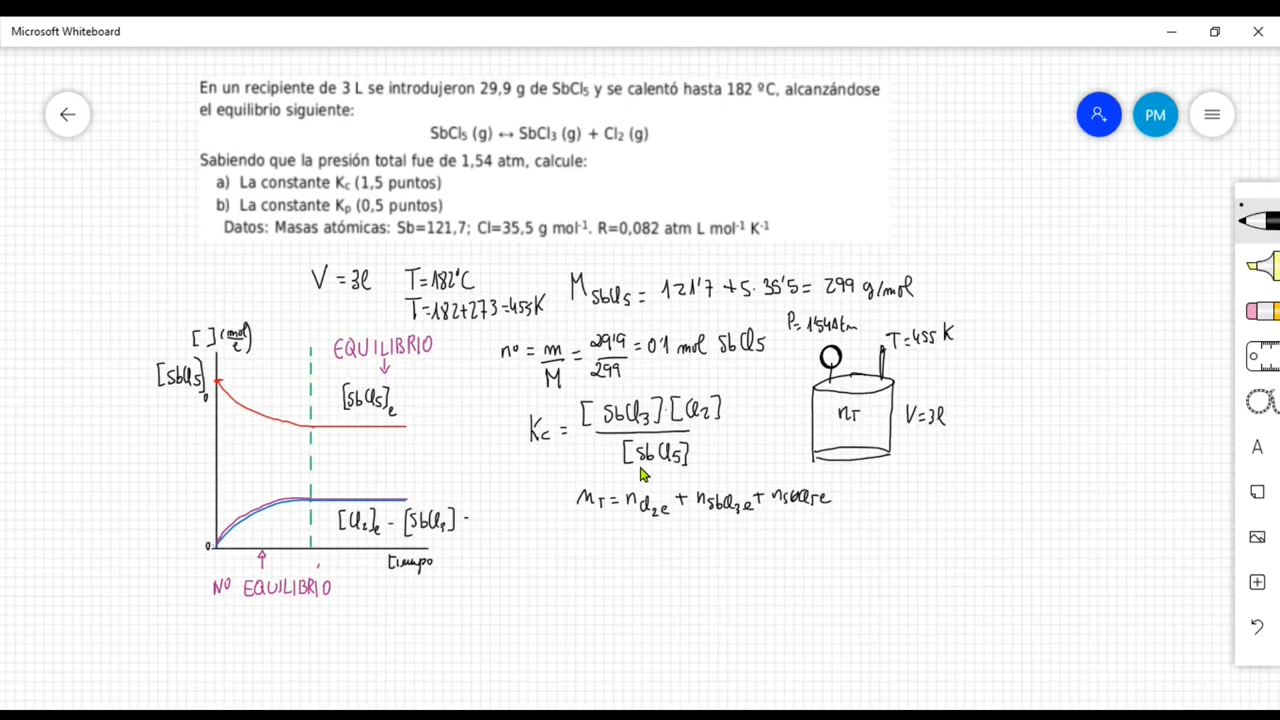 Microsoft Whiteboard
En un recipiente de 3 L se introdujeron 29,9 g de SbCl₅ y se calentó hasta 182 ºC, alcanzándose
el equilibrio siguiente:
SbCl₅ (g) ↔ SbCl₃ (g) + Cl₂ (g)
Sabiendo que la presión total fue de 1,54 atm, calcule:
a) La constante K꜀ (1,5 puntos)
b) La constante Kₚ (0,5 puntos)
Datos: Masas atómicas: Sb=121,7; Cl=35,5 g mol⁻¹. R=0,082 atm L mol⁻¹ K⁻¹
PM
V = 3l
T = 182°C
T = 182 + 273 = 455K
M SbCl₅ = 121'7 + 5 · 35'5 = 299 g/mol
[ ] (mol/l)
EQUILIBRIO
[SbCl₅]₀
[SbCl₅]e
nº = m/M = 29'9/299 = 0'1 mol SbCl₅
P = 1'54 atm
T = 455 K
nT
V = 3l
Kc = [SbCl₃] · [Cl₂] / [SbCl₅]
nT = nCl₂e + nSbCl₃e + nSbCl₅e
[Cl₂]e - [SbCl₃] -
0
tiempo
Nº EQUILIBRIO
A